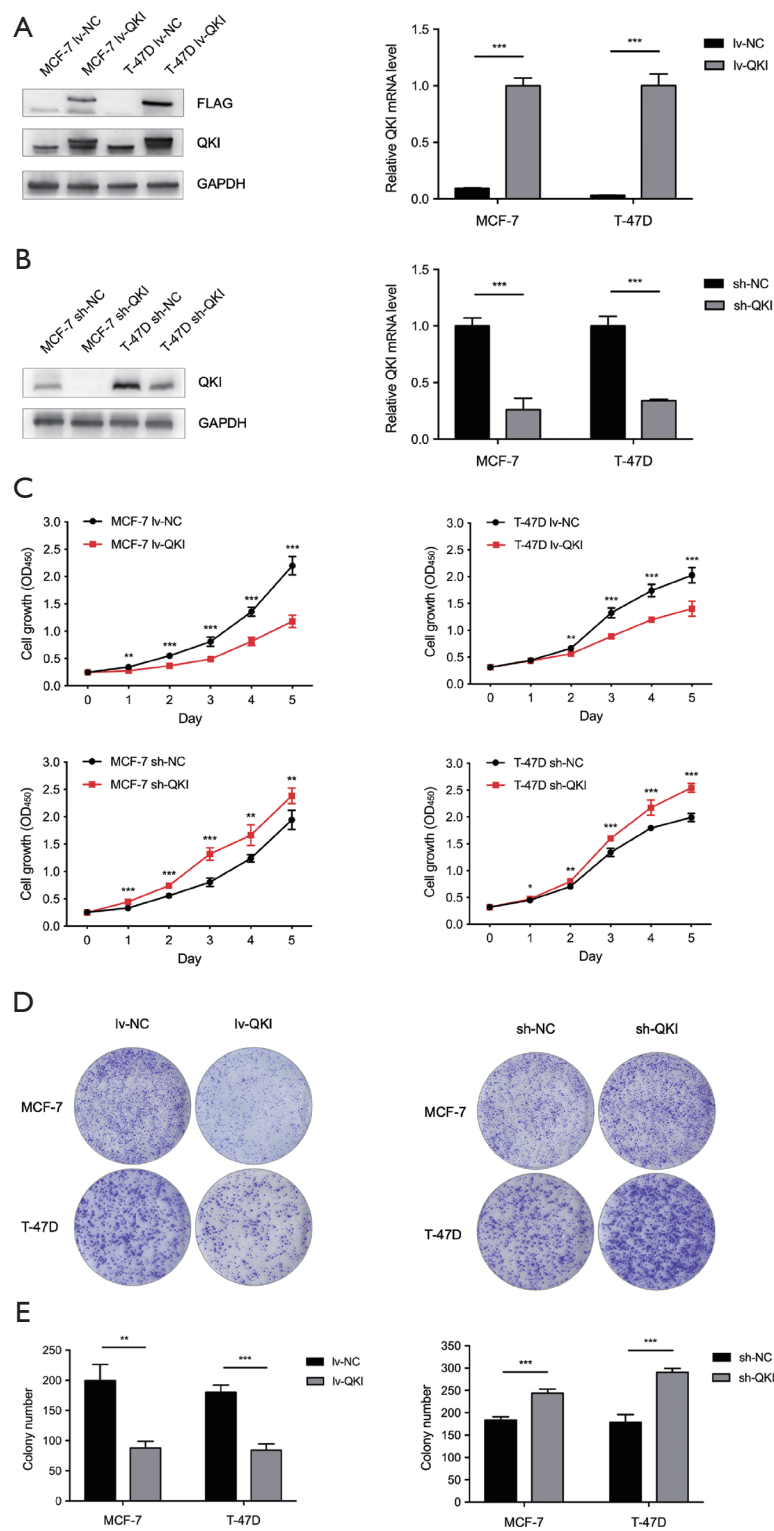 A
MCF-7 lv-NC
MCF-7 lv-QKI
T-47D lv-NC
T-47D lv-QKI
FLAG
QKI
GAPDH
Relative QKI mRNA level
1.5
1.0
0.5
0.0
***
***
MCF-7
T-47D
lv-NC
lv-QKI
B
MCF-7 sh-NC
MCF-7 sh-QKI
T-47D sh-NC
T-47D sh-QKI
QKI
GAPDH
Relative QKI mRNA level
1.5
1.0
0.5
0.0
***
***
MCF-7
T-47D
sh-NC
sh-QKI
C
Cell growth (OD450)
3.0
2.5
2.0
1.5
1.0
0.5
0.0
MCF-7 lv-NC
MCF-7 lv-QKI
**
***
***
***
***
0 1 2 3 4 5
Day
Cell growth (OD450)
3.0
2.5
2.0
1.5
1.0
0.5
0.0
T-47D lv-NC
T-47D lv-QKI
**
***
***
***
0 1 2 3 4 5
Day
Cell growth (OD450)
3.0
2.5
2.0
1.5
1.0
0.5
0.0
MCF-7 sh-NC
MCF-7 sh-QKI
***
***
***
**
**
0 1 2 3 4 5
Day
Cell growth (OD450)
3.0
2.5
2.0
1.5
1.0
0.5
0.0
T-47D sh-NC
T-47D sh-QKI
*
**
***
***
***
0 1 2 3 4 5
Day
D
lv-NC lv-QKI
MCF-7
T-47D
sh-NC sh-QKI
MCF-7
T-47D
E
Colony number
250
200
150
100
50
0
**
***
MCF-7
T-47D
lv-NC
lv-QKI
Colony number
350
300
250
200
150
100
50
0
***
***
MCF-7
T-47D
sh-NC
sh-QKI